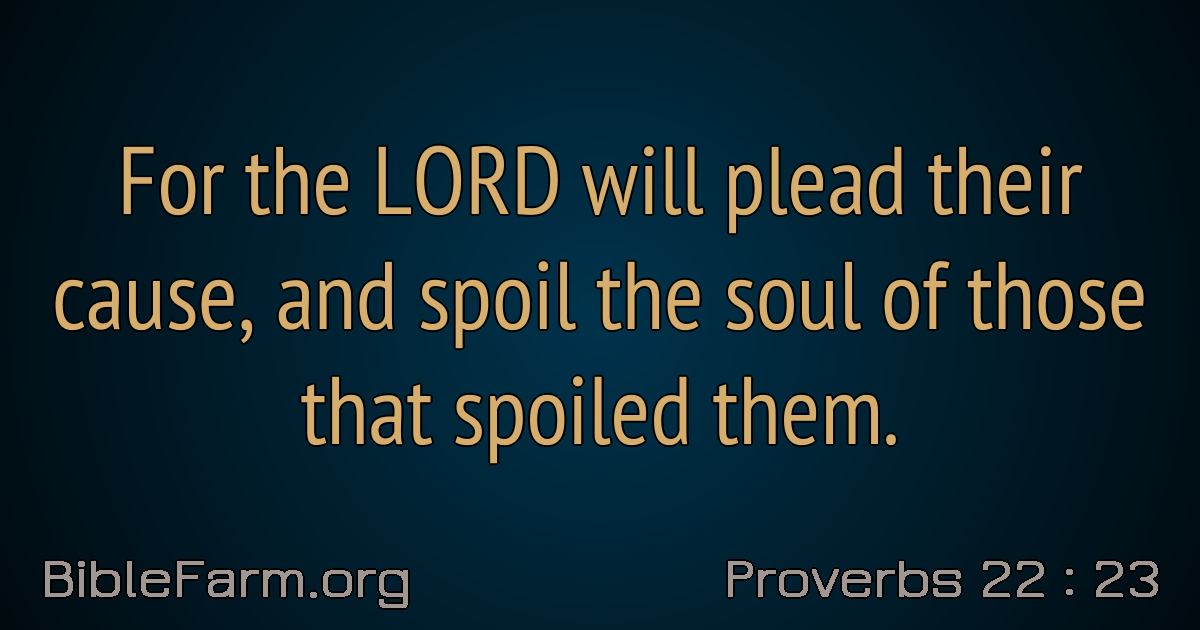 For the LORD will plead their
cause, and spoil the soul of those
that spoiled them.
BibleFarm.org
Proverbs 22 : 23